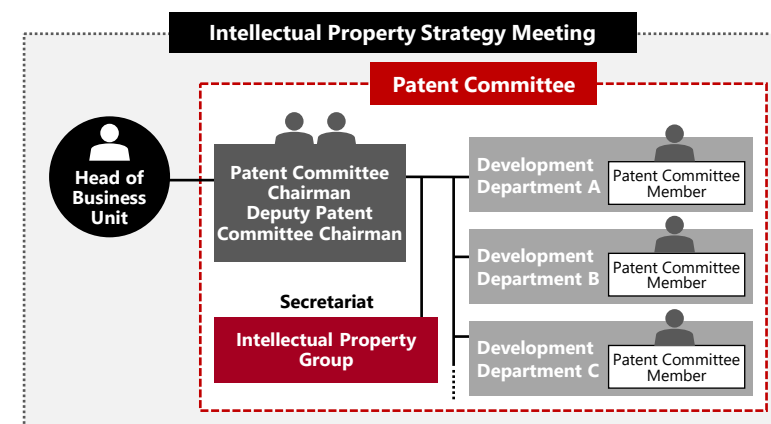 Intellectual Property Strategy Meeting
Patent Committee
Head of
Business
Unit
Patent Committee
Chairman
Deputy Patent
Committee Chairman
Secretariat
Intellectual Property
Group
Development
Department A
Patent Committee
Member
Development
Department B
Patent Committee
Member
Development
Department C
Patent Committee
Member